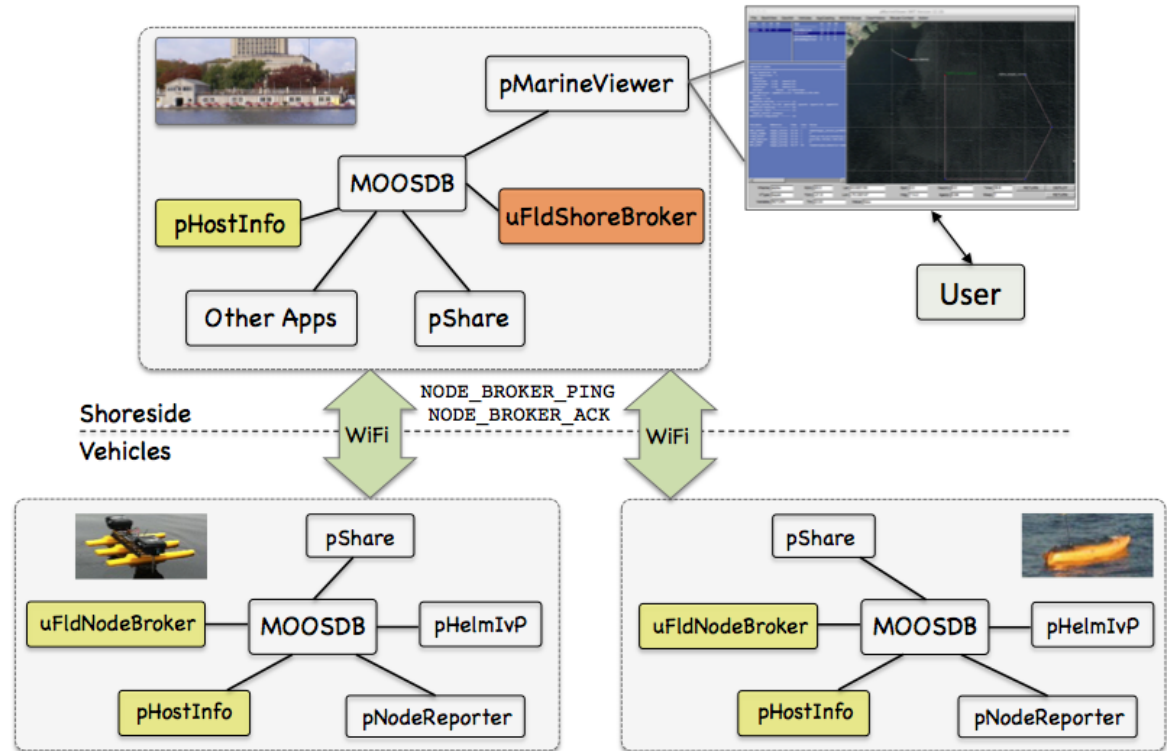 pMarineViewer
MOOSDB
pHostInfo
uFldShoreBroker
Other Apps
pShare
User
NODE_BROKER_PING
NODE_BROKER_ACK
Shoreside
WiFi
WiFi
Vehicles
pShare
uFldNodeBroker
MOOSDB
pHelmIvP
pHostInfo
pNodeReporter
pShare
uFldNodeBroker
MOOSDB
pHelmIvP
pHostInfo
pNodeReporter